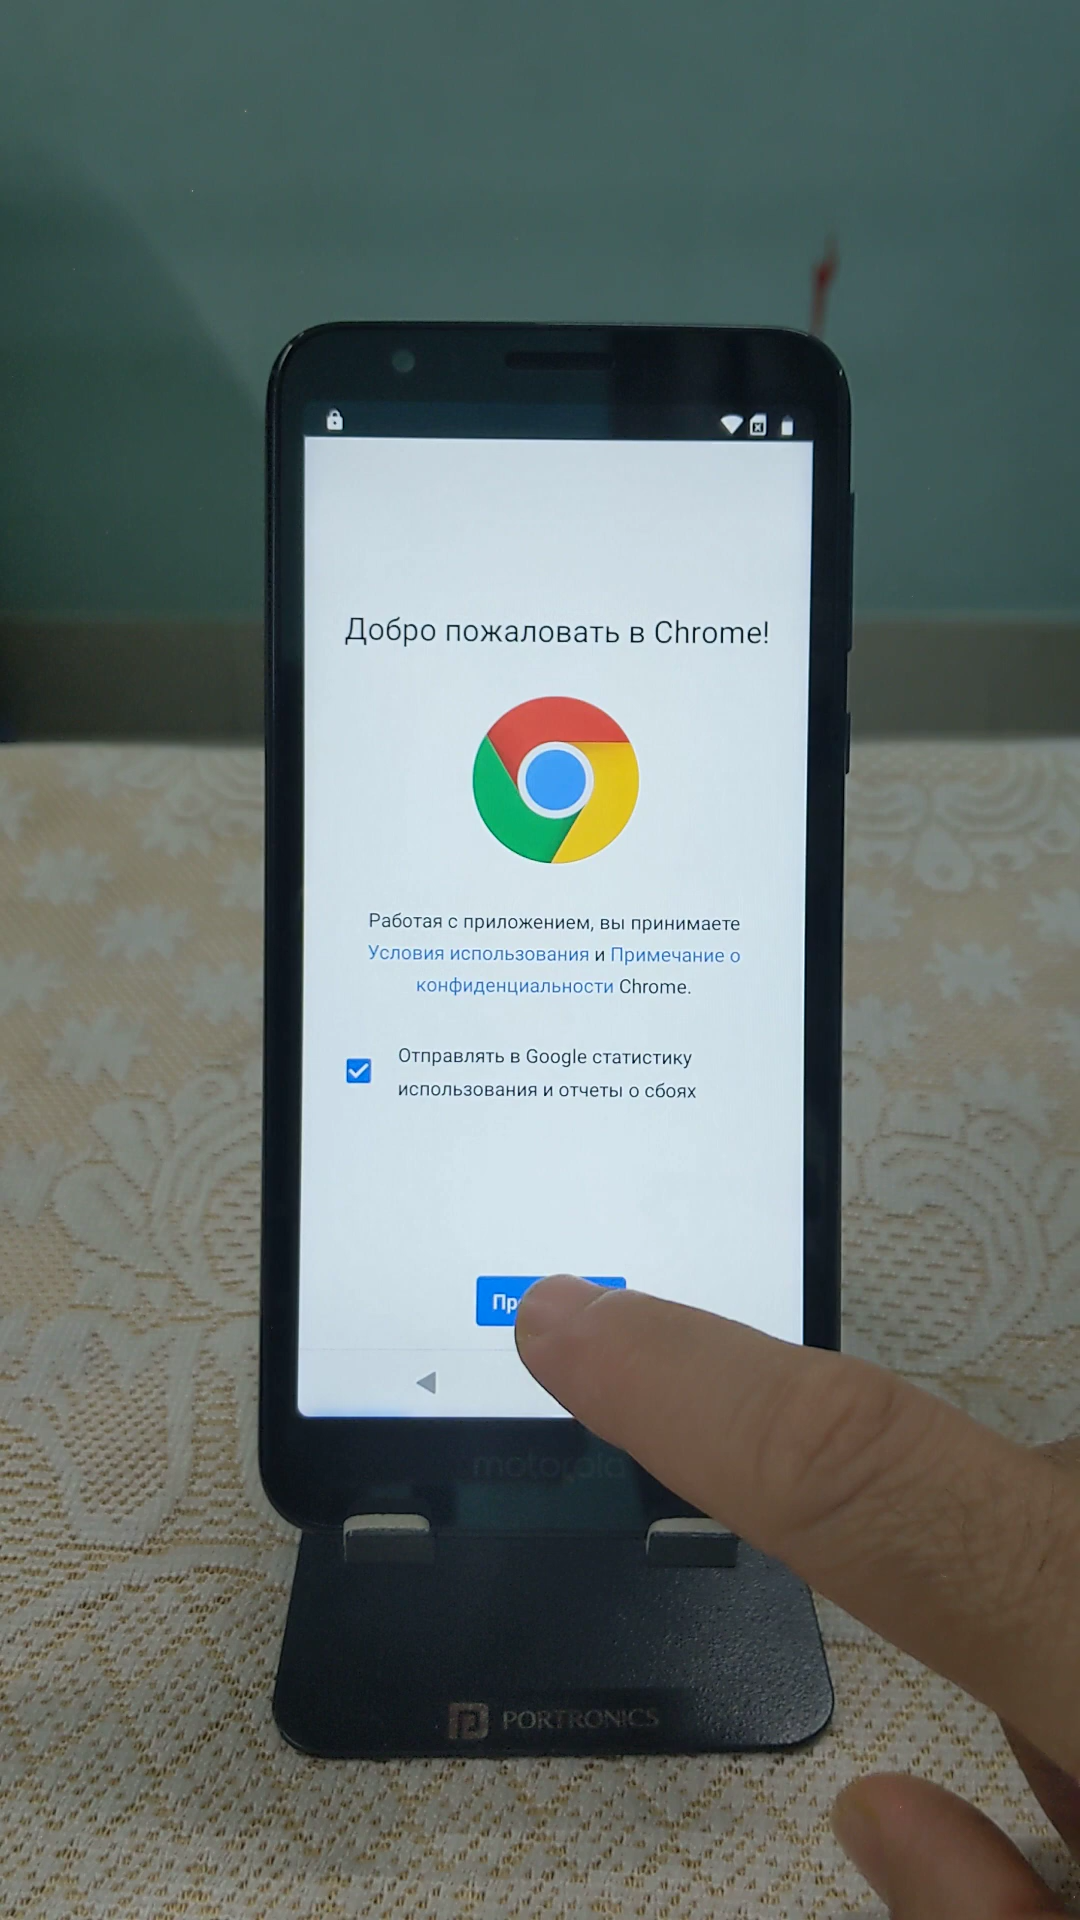 Добро пожаловать в Chrome!
Работая с приложением, вы принимаете
Условия использования и Примечание о
конфиденциальности Chrome.
Отправлять в Google статистику
использования и отчеты о сбоях
motorola
PORTRONICS